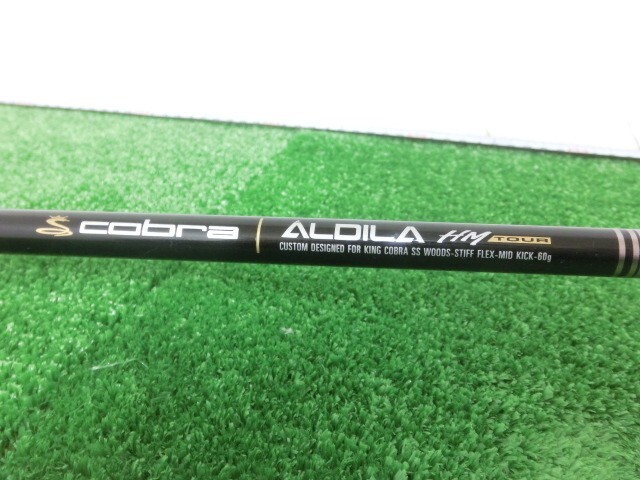 cobra ALDILA HM TOUR
CUSTOM DESIGNED FOR KING COBRA SS WOODS-STIFF FLEX-MID KICK-60g